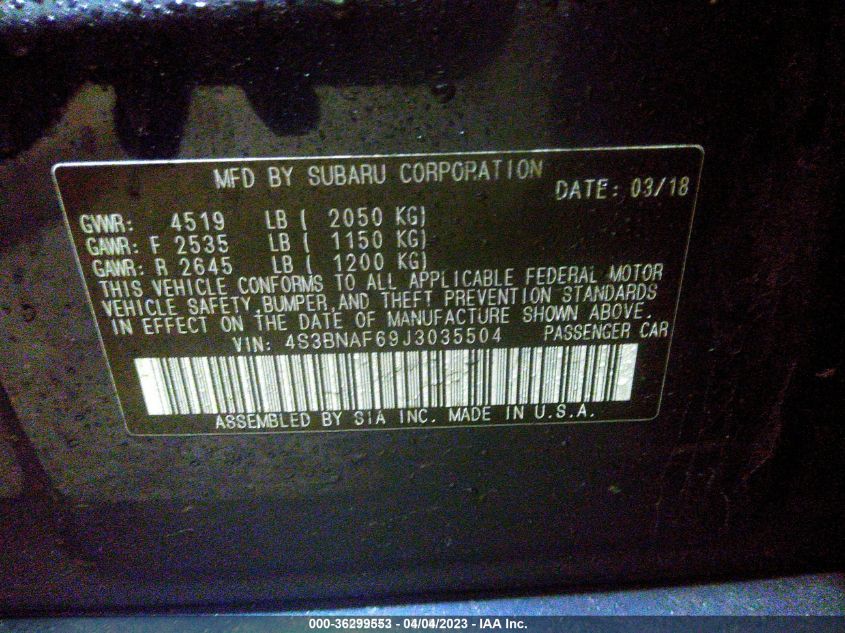 MFD BY SUBARU CORPORATION
DATE: 03/18
GVWR: 4519 LB ( 2050 KG)
GAWR: F 2535 LB ( 1150 KG)
GAWR: R 2645 LB ( 1200 KG)
THIS VEHICLE CONFORMS TO ALL APPLICABLE FEDERAL MOTOR
VEHICLE SAFETY, BUMPER, AND THEFT PREVENTION STANDARDS
IN EFFECT ON THE DATE OF MANUFACTURE SHOWN ABOVE.
VIN: 4S3BNAF69J3035504 PASSENGER CAR
ASSEMBLED BY SIA INC. MADE IN U.S.A.
000-36299553 - 04/04/2023 - IAA Inc.